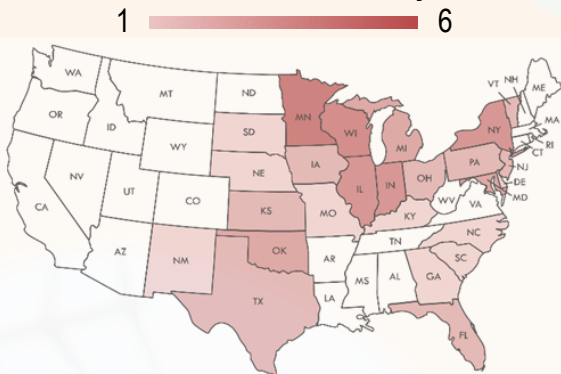 1 6
WA
MT
ND
MN
VT
NH
ME
OR
ID
SD
WI
MI
NY
MA
RI
CT
WY
IA
PA
NJ
NV
NE
IL
IN
OH
DE
MD
UT
CO
KS
MO
KY
WV
VA
CA
AZ
NM
OK
AR
TN
NC
SC
TX
LA
MS
AL
GA
FL